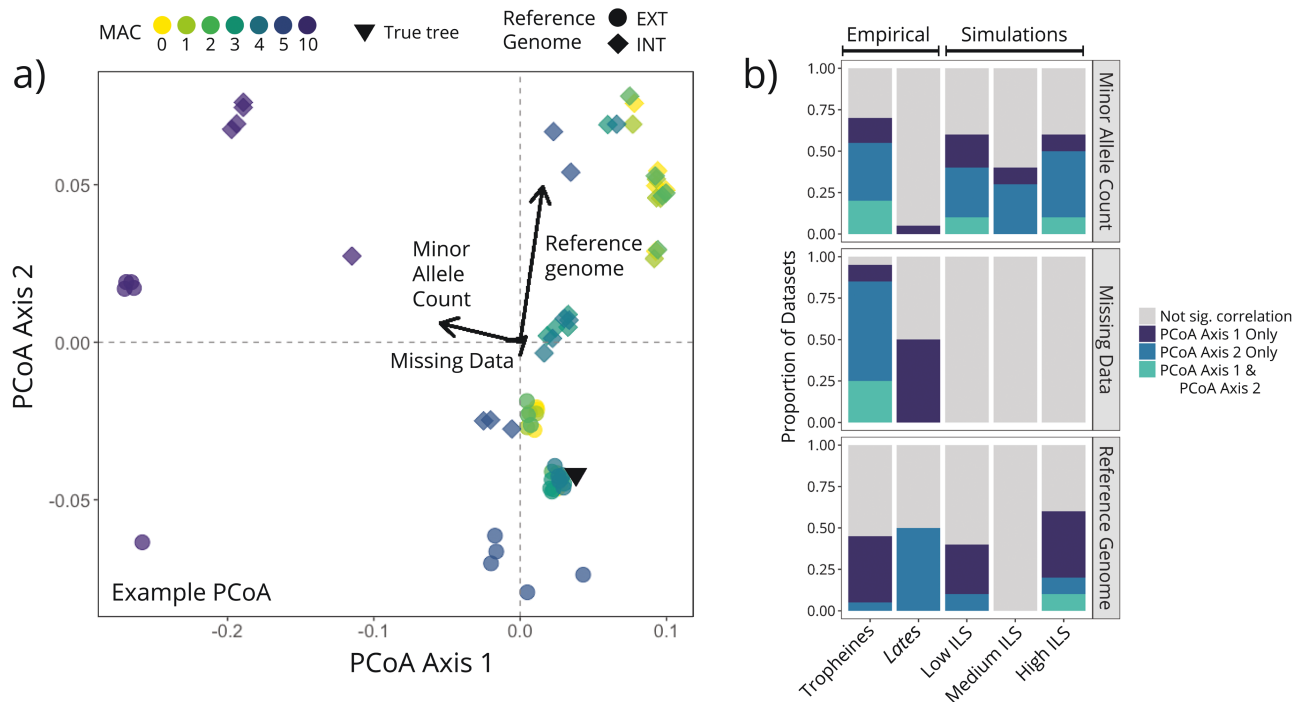 MAC
0 1 2 3 4 5 10
True tree
Reference
Genome
EXT
INT
a)
PCoA Axis 2
0.05
0.00
-0.05
Minor
Allele
Count
Reference
genome
Missing Data
Example PCoA
-0.2 -0.1 0.0 0.1
PCoA Axis 1
b)
Empirical Simulations
Proportion of Datasets
1.00
0.75
0.50
0.25
0.00
Minor Allele Count
1.00
0.75
0.50
0.25
0.00
Missing Data
1.00
0.75
0.50
0.25
0.00
Reference Genome
Tropheines
Lates
Low ILS
Medium ILS
High ILS
Not sig. correlation
PCoA Axis 1 Only
PCoA Axis 2 Only
PCoA Axis 1 &
PCoA Axis 2